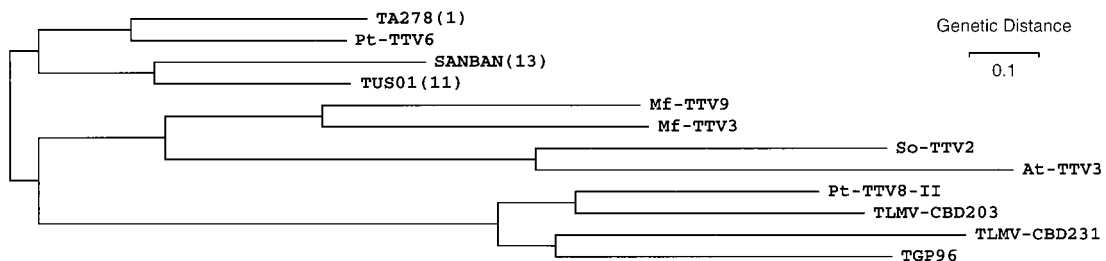 TA278(1)
Pt-TTV6
SANBAN(13)
TUS01(11)
Mf-TTV9
Mf-TTV3
So-TTV2
At-TTV3
Pt-TTV8-II
TLMV-CBD203
TLMV-CBD231
TGP96
Genetic Distance
0.1